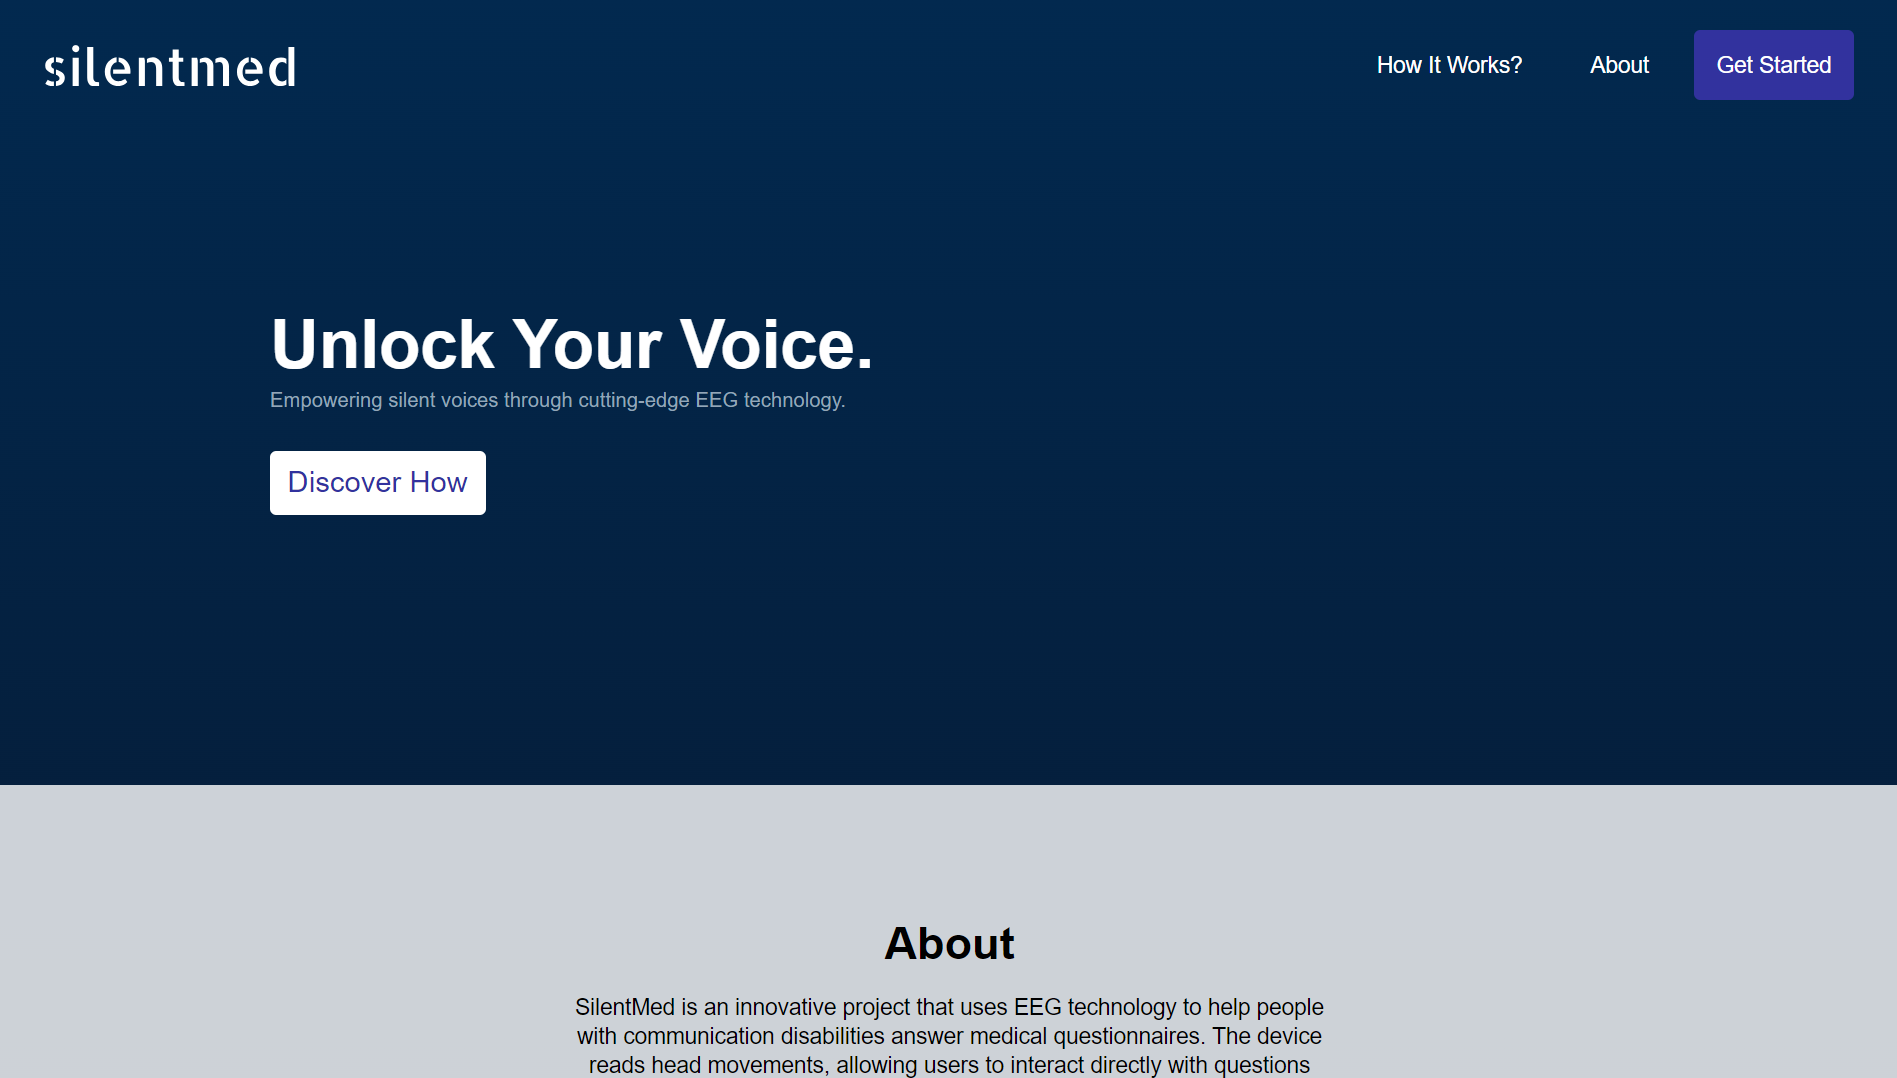 silentmed
How It Works?
About
Get Started
Unlock Your Voice.
Empowering silent voices through cutting-edge EEG technology.
Discover How
About
SilentMed is an innovative project that uses EEG technology to help people
with communication disabilities answer medical questionnaires. The device
reads head movements, allowing users to interact directly with questions